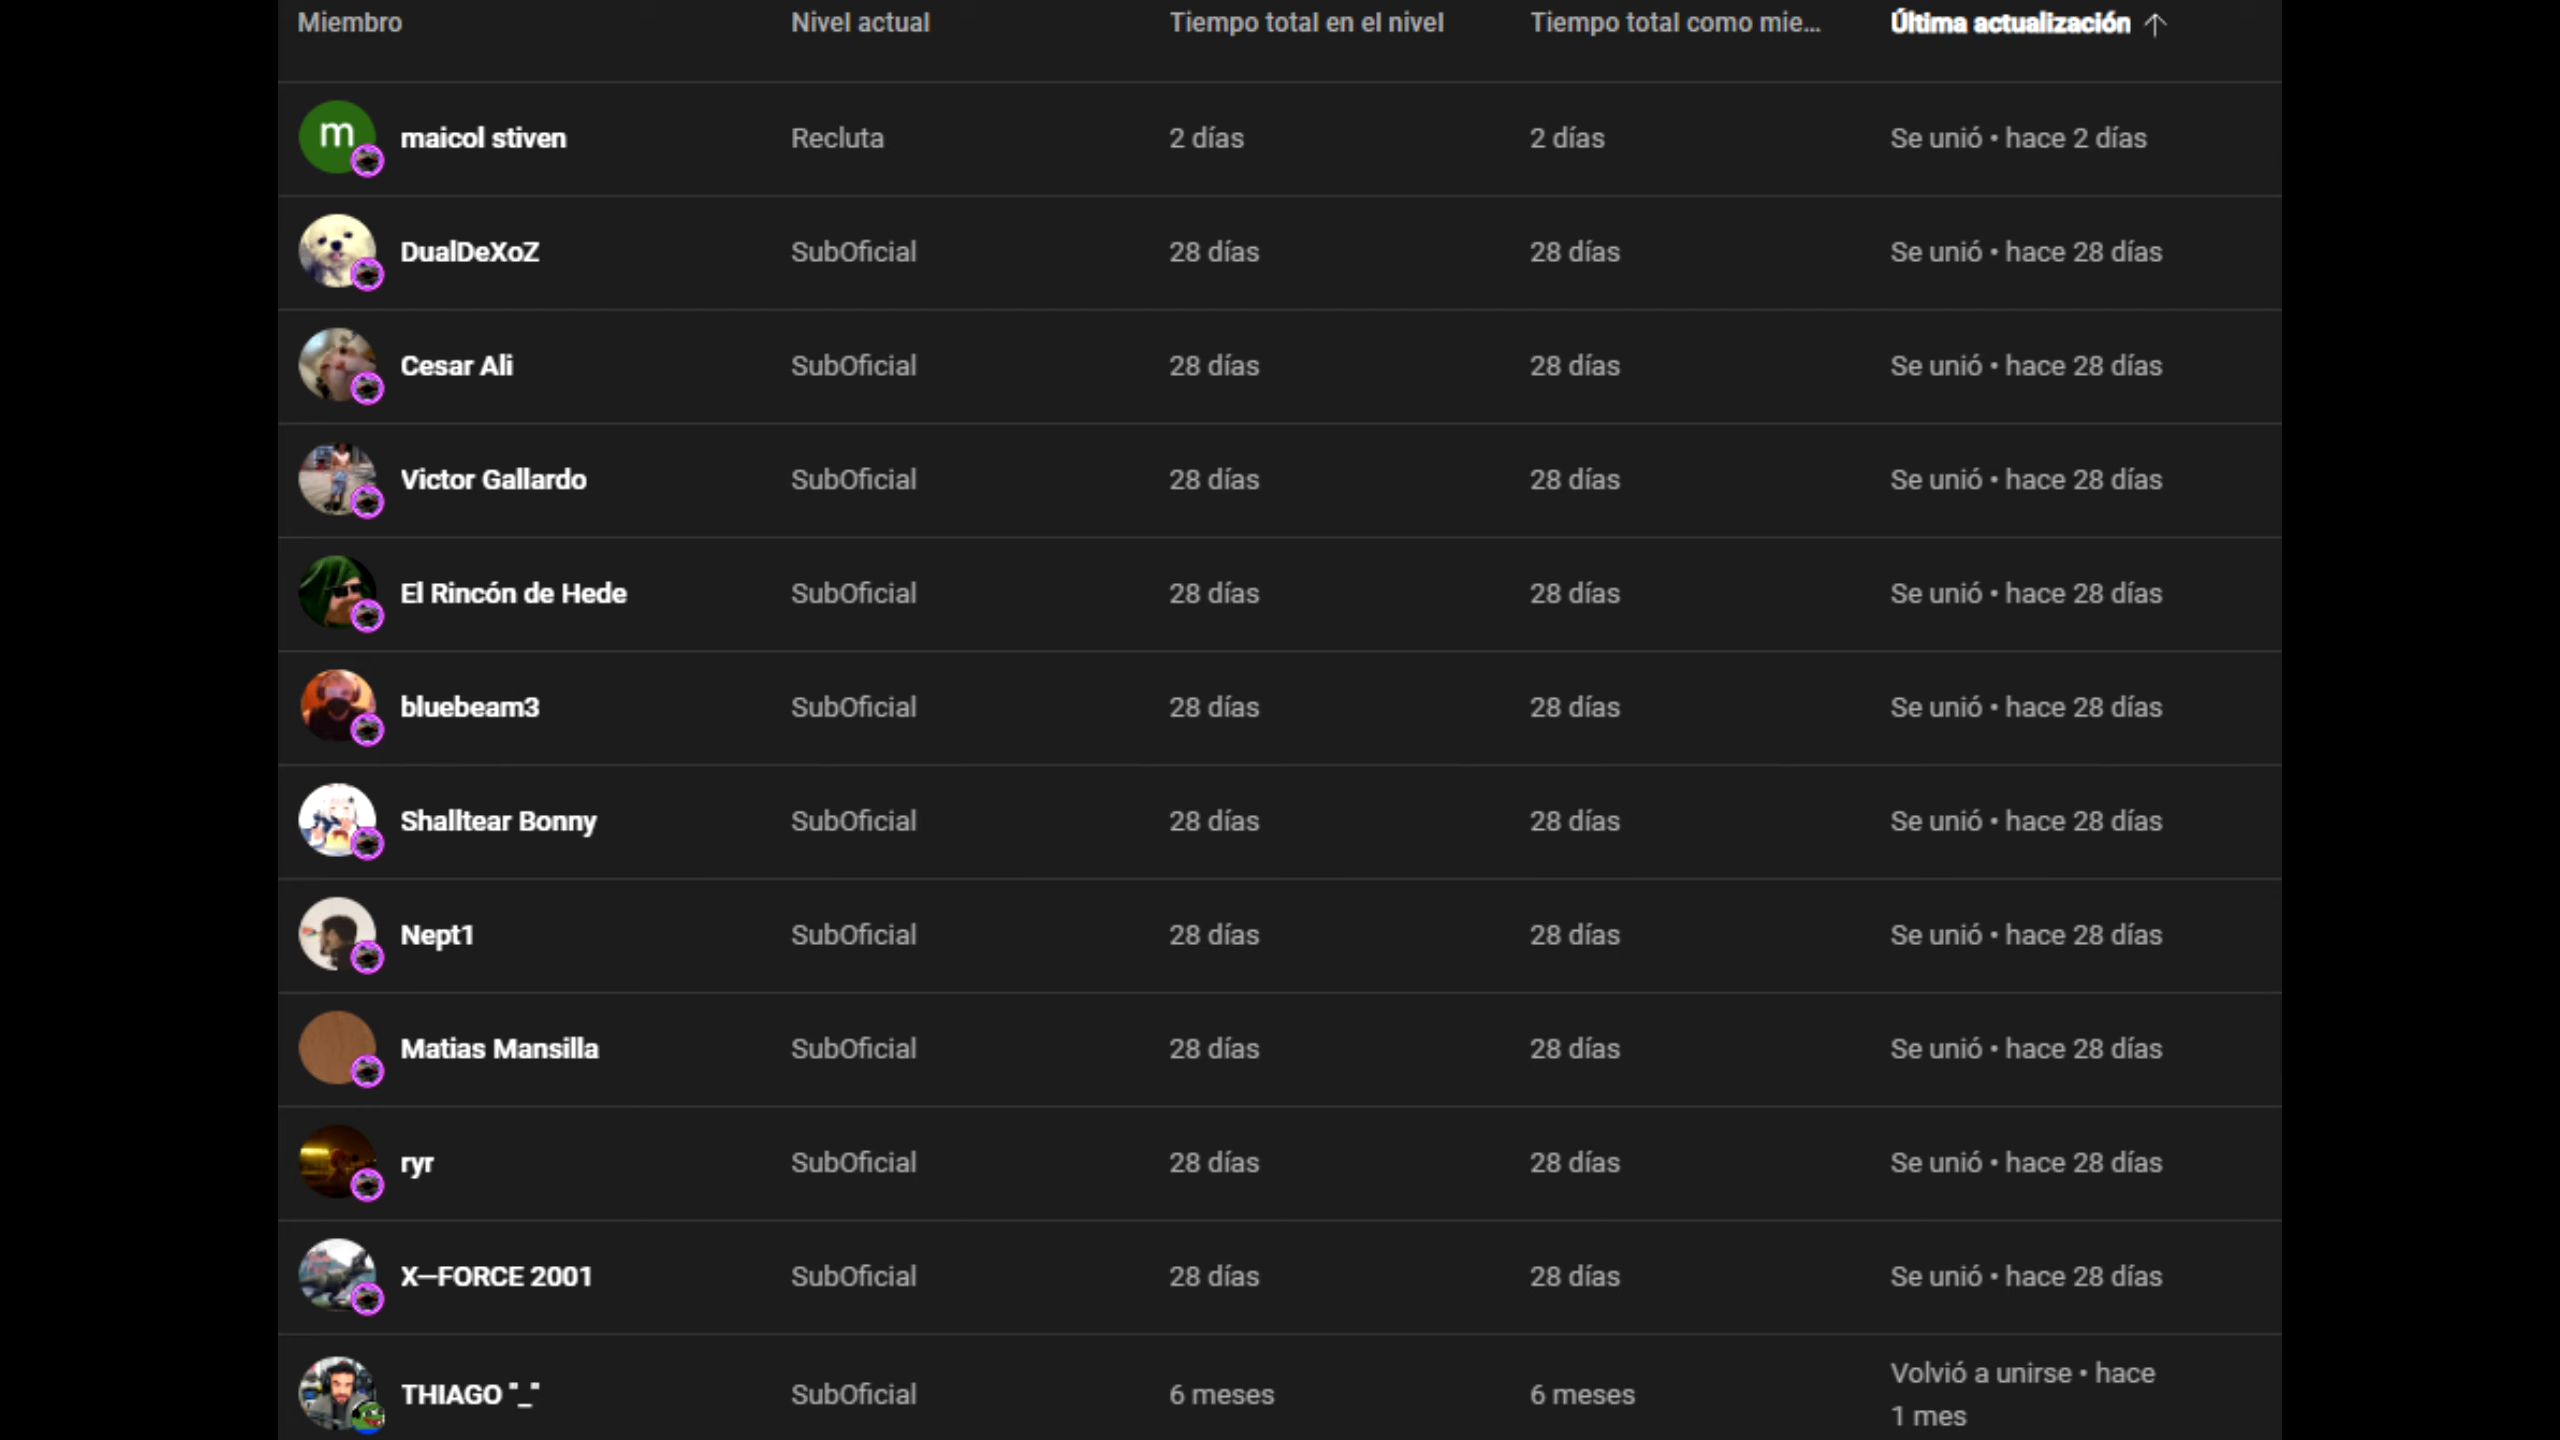 Miembro Nivel actual Tiempo total en el nivel Tiempo total como mie... Última actualización
m maicol stiven Recluta 2 días 2 días Se unió • hace 2 días
DualDeXoZ SubOficial 28 días 28 días Se unió • hace 28 días
Cesar Ali SubOficial 28 días 28 días Se unió • hace 28 días
Victor Gallardo SubOficial 28 días 28 días Se unió • hace 28 días
El Rincón de Hede SubOficial 28 días 28 días Se unió • hace 28 días
bluebeam3 SubOficial 28 días 28 días Se unió • hace 28 días
Shalltear Bonny SubOficial 28 días 28 días Se unió • hace 28 días
Nept1 SubOficial 28 días 28 días Se unió • hace 28 días
Matias Mansilla SubOficial 28 días 28 días Se unió • hace 28 días
ryr SubOficial 28 días 28 días Se unió • hace 28 días
X—FORCE 2001 SubOficial 28 días 28 días Se unió • hace 28 días
THIAGO "_" SubOficial 6 meses 6 meses Volvió a unirse • hace
1 mes